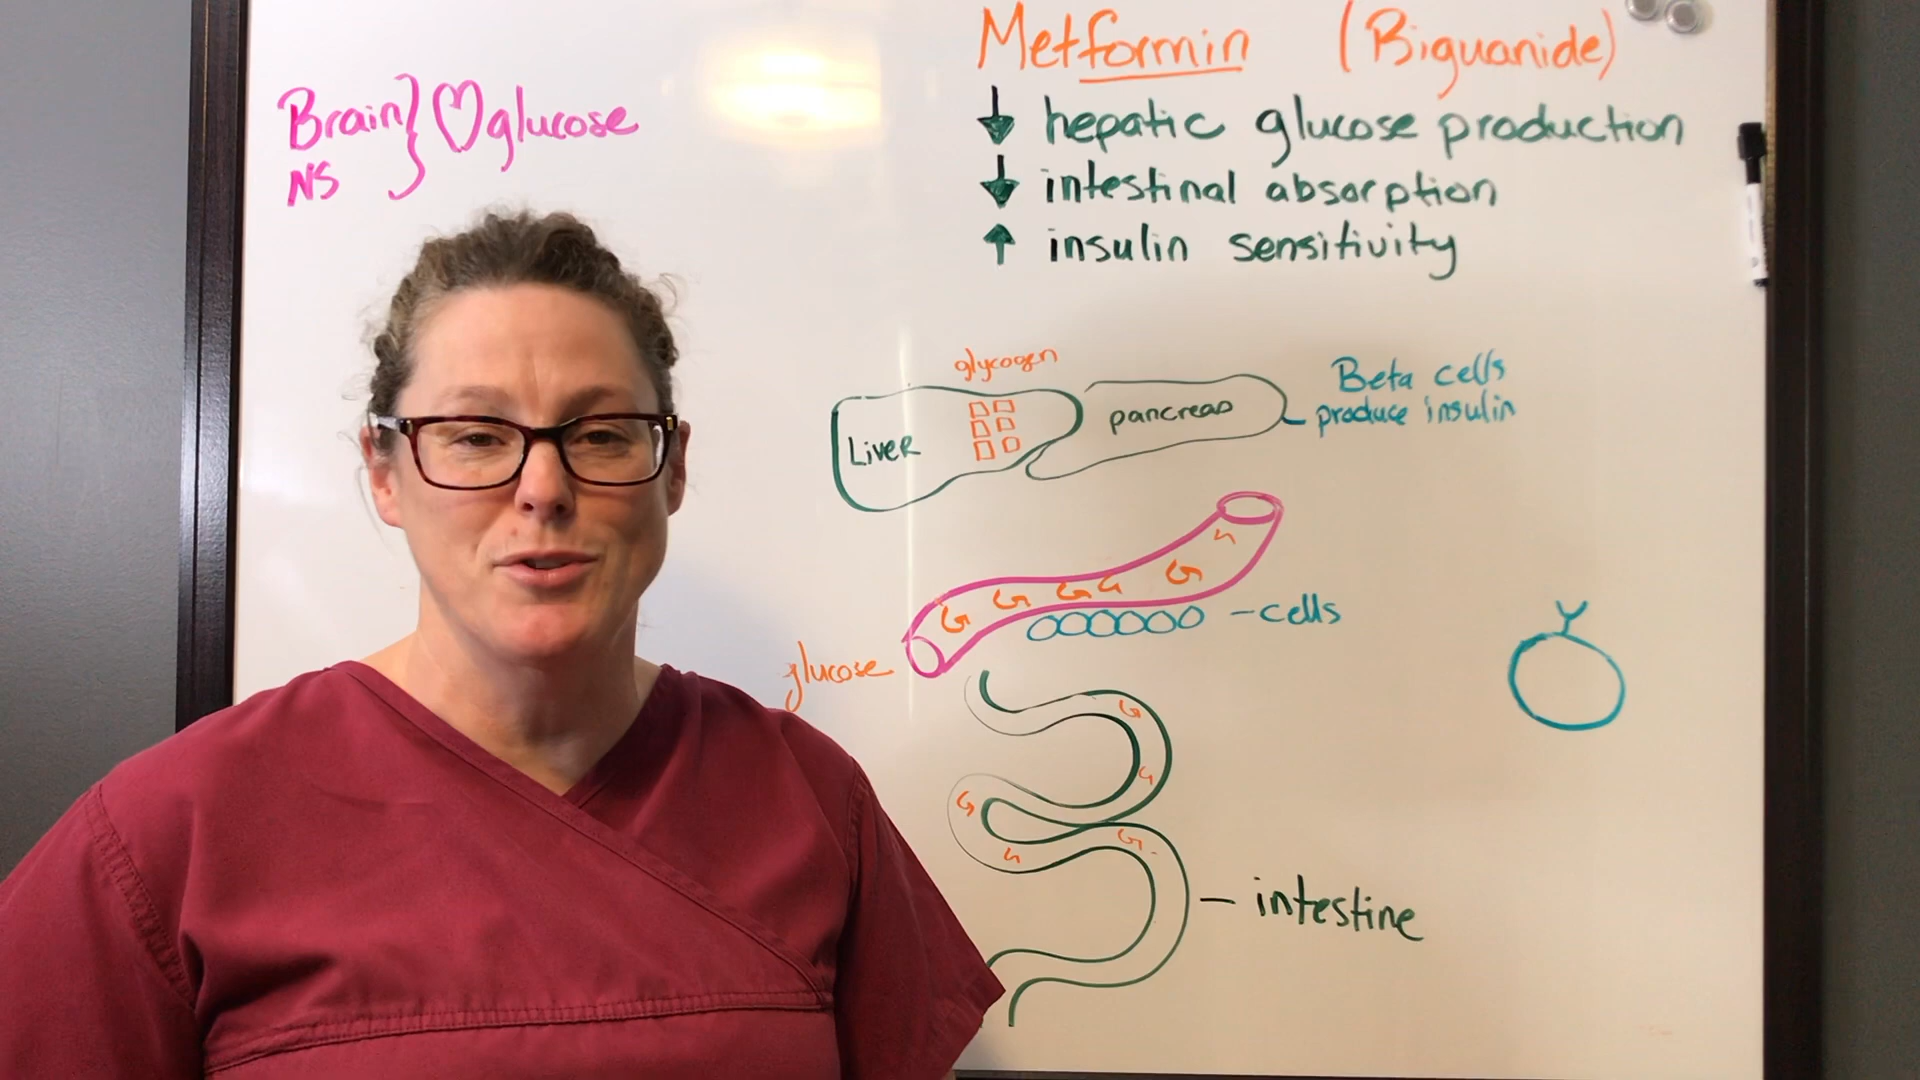 Metformin (Biguanide)
↓ hepatic glucose production
↓ intestinal absorption
↑ insulin sensitivity
Brain } ♡ glucose
NS
glycogen
Liver
pancreas
Beta cells
produce insulin
G G G G G G
- cells
glucose
G
G
G
G
G
- intestine